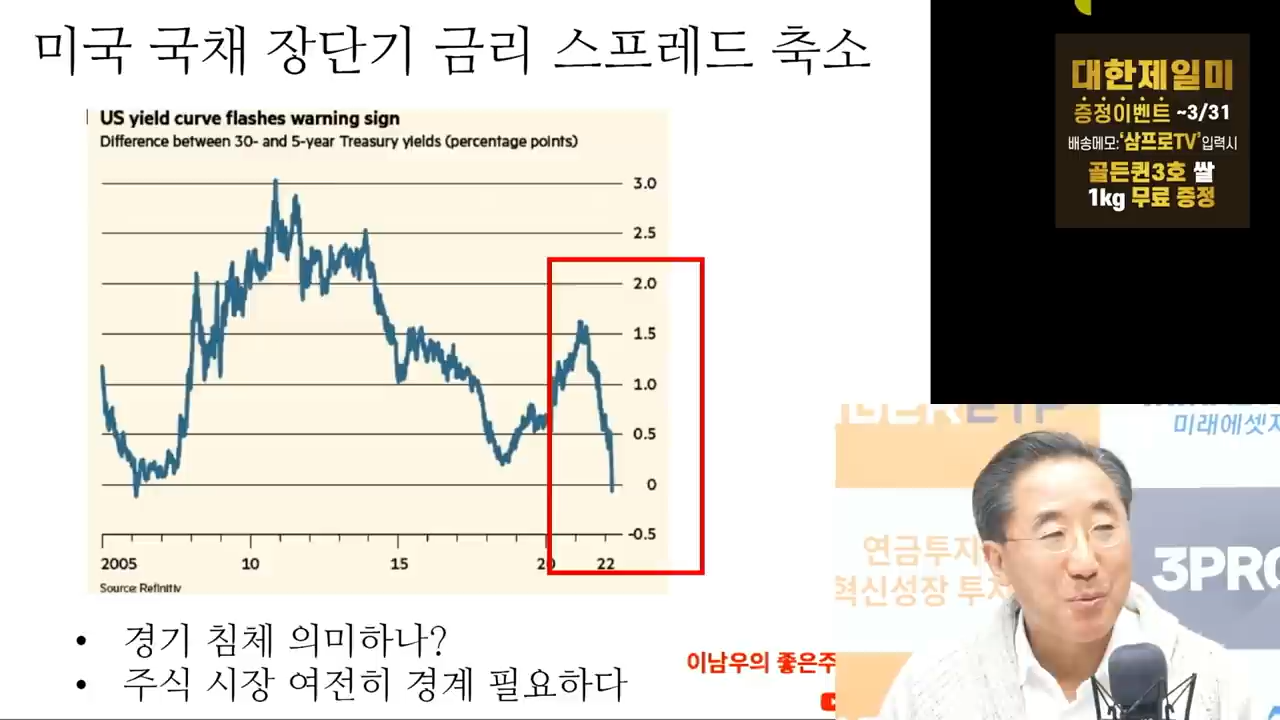 미국 국채 장단기 금리 스프레드 축소
US yield curve flashes warning sign
Difference between 30- and 5-year Treasury yields (percentage points)
3.0
2.5
2.0
1.5
1.0
0.5
0
-0.5
2005 10 15 20 22
Source: Refinitiv
• 경기 침체 의미하나?
• 주식 시장 여전히 경계 필요하다
이남우의 좋은주
대한제일미
증정이벤트 ~3/31
배송메모:'삼프로TV'입력시
골든퀸3호 쌀
1kg 무료 증정
미래에셋자
연금투자
혁신성장 투자
3PRO